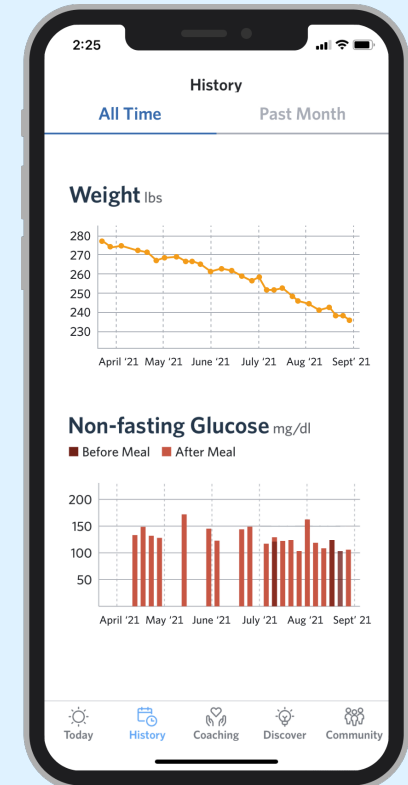 2:25
History
All Time Past Month
Weight lbs
280
270
260
250
240
230
April '21 May '21 June '21 July '21 Aug '21 Sept' 21
Non-fasting Glucose mg/dl
Before Meal After Meal
200
150
100
50
April '21 May '21 June '21 July '21 Aug '21 Sept' 21
Today History Coaching Discover Community